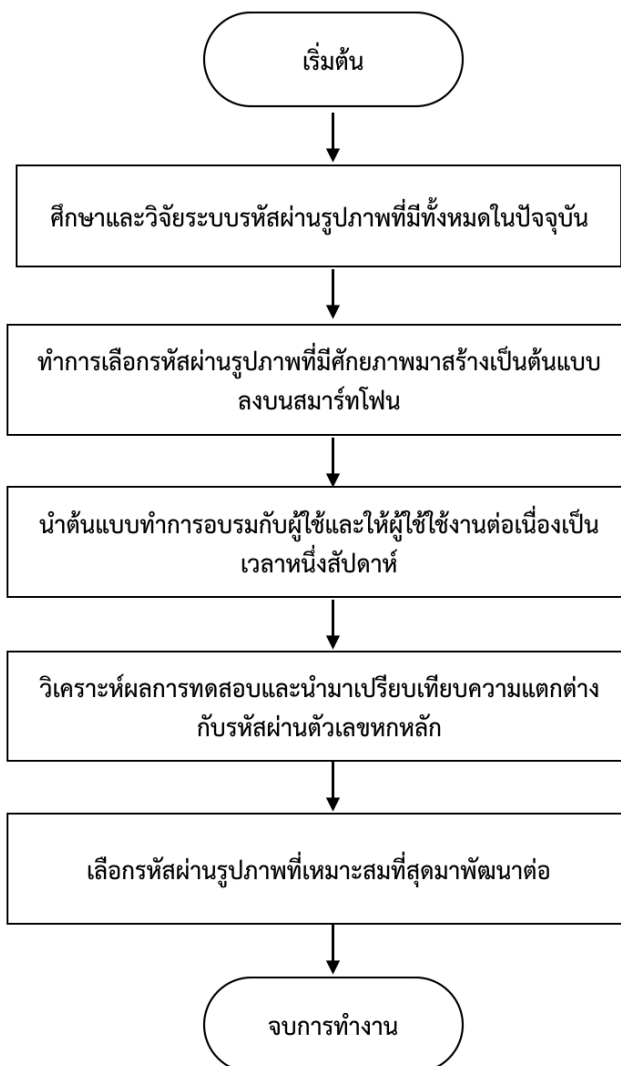 เริ่มต้น
ศึกษาและวิจัยระบบรหัสผ่านรูปภาพที่มีทั้งหมดในปัจจุบัน
ทำการเลือกรหัสผ่านรูปภาพที่มีศักยภาพมาสร้างเป็นต้นแบบ
ลงบนสมาร์ทโฟน
นำต้นแบบทำการอบรมกับผู้ใช้และให้ผู้ใช้ใช้งานต่อเนื่องเป็น
เวลาหนึ่งสัปดาห์
วิเคราะห์ผลการทดสอบและนำมาเปรียบเทียบความแตกต่าง
กับรหัสผ่านตัวเลขหกหลัก
เลือกรหัสผ่านรูปภาพที่เหมาะสมที่สุดมาพัฒนาต่อ
จบการทำงาน